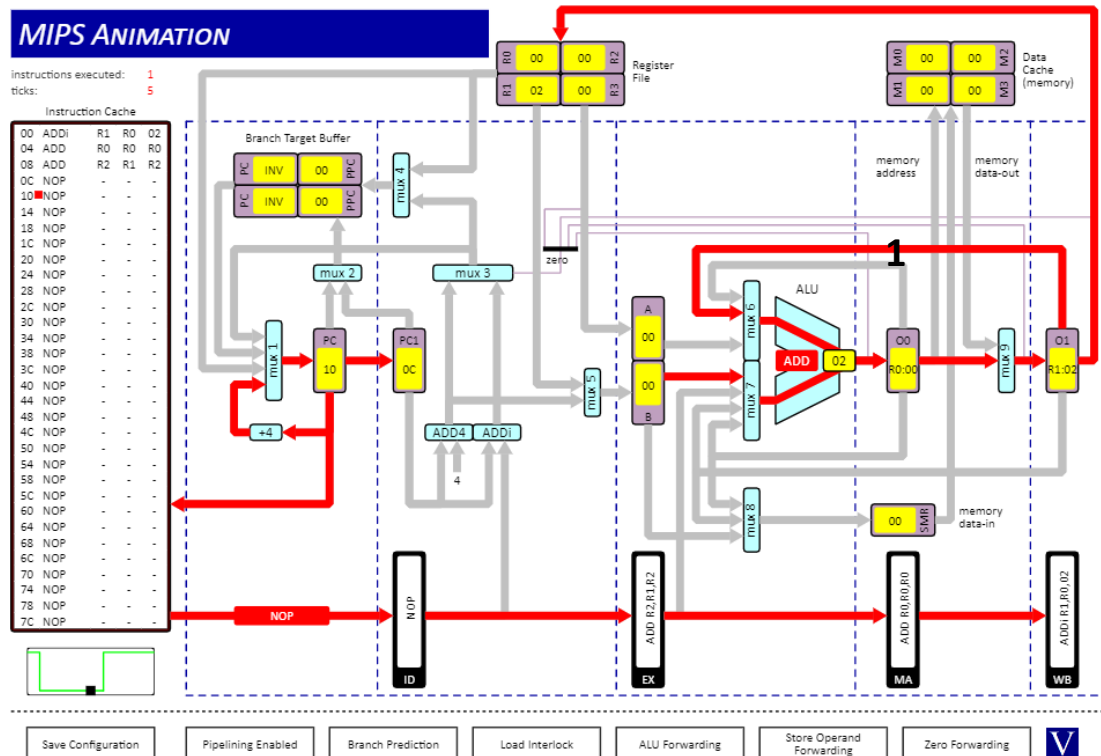 MIPS ANIMATION
instructions executed: 1
ticks: 5
Instruction Cache
00 ADDi R1 R0 02
04 ADD R0 R0 R0
08 ADD R2 R1 R2
0C NOP - - -
10 NOP - - -
14 NOP - - -
18 NOP - - -
1C NOP - - -
20 NOP - - -
24 NOP - - -
28 NOP - - -
2C NOP - - -
30 NOP - - -
34 NOP - - -
38 NOP - - -
3C NOP - - -
40 NOP - - -
44 NOP - - -
48 NOP - - -
4C NOP - - -
50 NOP - - -
54 NOP - - -
58 NOP - - -
5C NOP - - -
60 NOP - - -
64 NOP - - -
68 NOP - - -
6C NOP - - -
70 NOP - - -
74 NOP - - -
78 NOP - - -
7C NOP - - -
R0 00 00 R2
R1 02 00 R3
Register
File
M0 00 00 M2
M1 00 00 M3
Data
Cache
(memory)
Branch Target Buffer
PC INV 00 PPC
PC INV 00 PPC
mux 4
memory
address
memory
data-out
zero
1
mux 2
mux 3
mux 1
PC
10
PC1
0C
+4
ADD4
ADDi
4
mux 5
A
00
00
B
mux 6
mux 7
ALU
ADD
02
O0
R0:00
mux 9
O1
R1:02
mux 8
00
SMR
memory
data-in
NOP
NOP
ID
ADD R2,R1,R2
EX
ADD R0,R0,R0
MA
ADDi R1,R0,02
WB
Save Configuration
Pipelining Enabled
Branch Prediction
Load Interlock
ALU Forwarding
Store Operand
Forwarding
Zero Forwarding
V